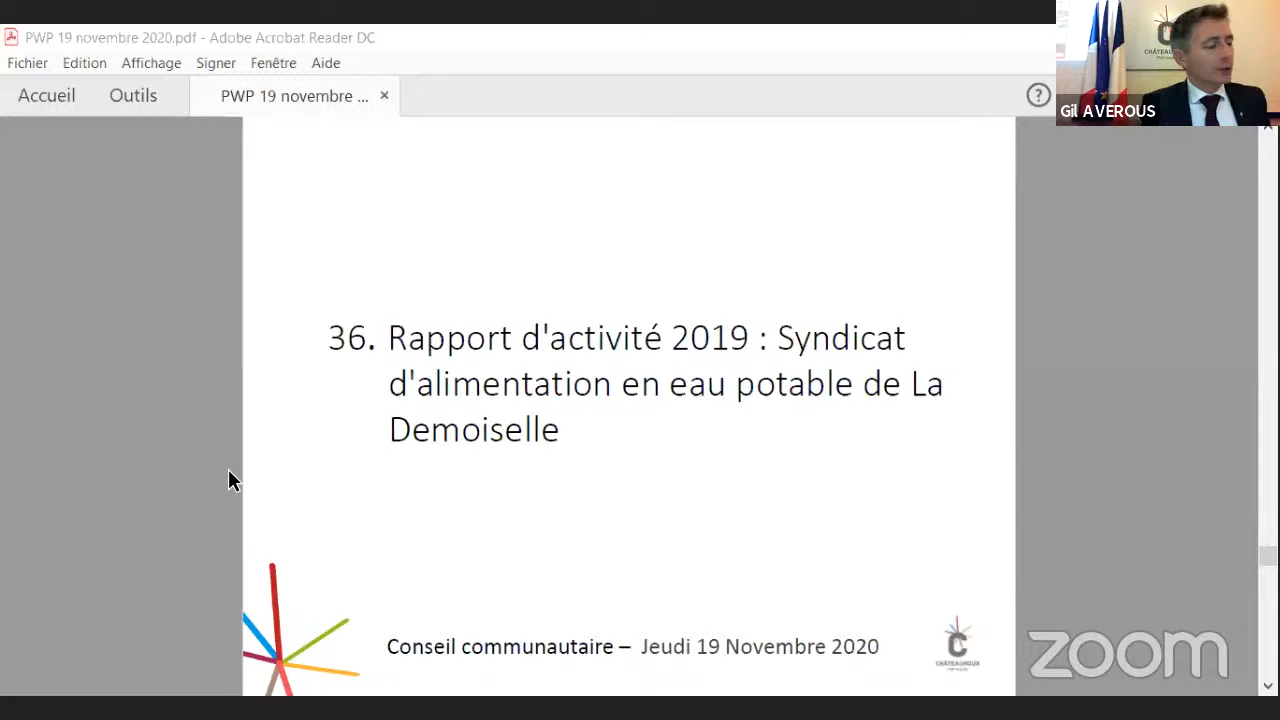 PWP 19 novembre 2020.pdf - Adobe Acrobat Reader DC
Fichier Edition Affichage Signer Fenêtre Aide
Accueil Outils PWP 19 novembre ... ×
?
CHÂTEAUROUX
Gil AVEROUS
36. Rapport d'activité 2019 : Syndicat
d'alimentation en eau potable de La
Demoiselle
Conseil communautaire – Jeudi 19 Novembre 2020
C
CHÂTEAUROUX
zoom